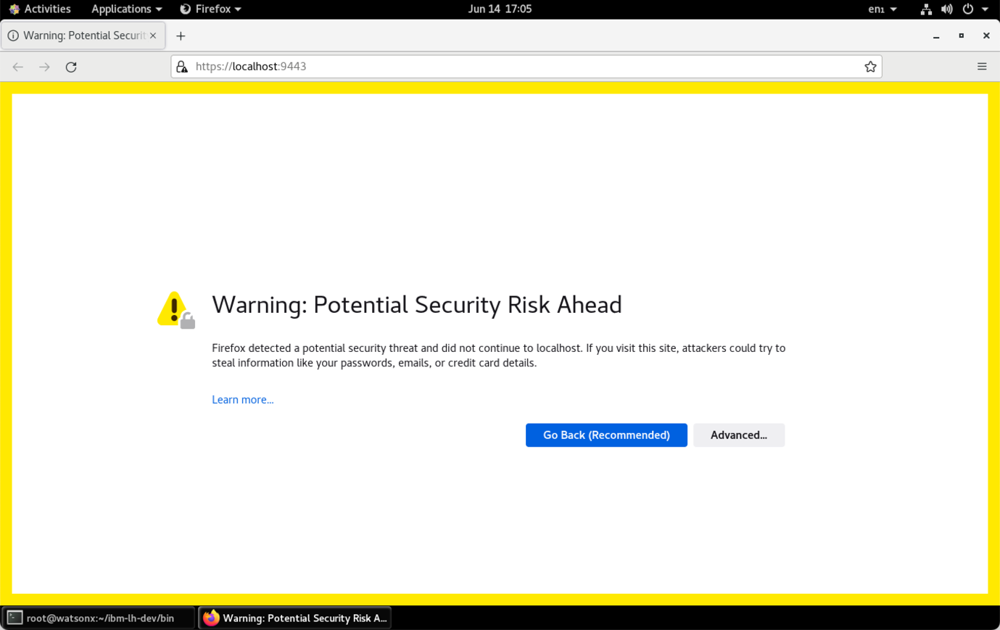 Activities Applications Firefox Jun 14 17:05 en₁
Warning: Potential Securit
https://localhost:9443
Warning: Potential Security Risk Ahead
Firefox detected a potential security threat and did not continue to localhost. If you visit this site, attackers could try to
steal information like your passwords, emails, or credit card details.
Learn more...
Go Back (Recommended) Advanced...
root@watsonx:~/ibm-lh-dev/bin Warning: Potential Security Risk A...